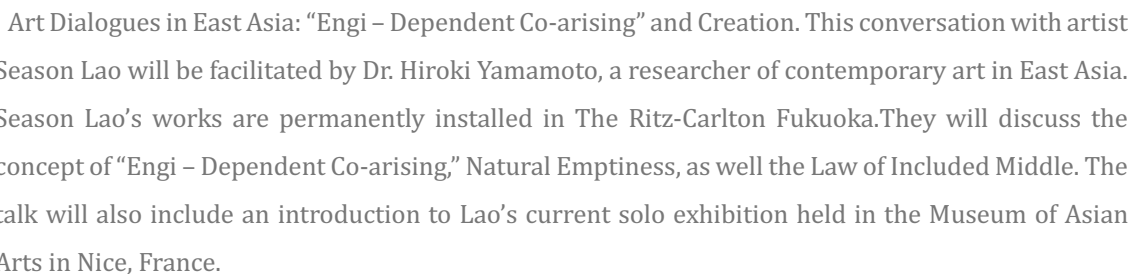 Art Dialogues in East Asia: “Engi – Dependent Co-arising” and Creation. This conversation with artist
Season Lao will be facilitated by Dr. Hiroki Yamamoto, a researcher of contemporary art in East Asia.
Season Lao’s works are permanently installed in The Ritz-Carlton Fukuoka.They will discuss the
concept of “Engi – Dependent Co-arising,” Natural Emptiness, as well the Law of Included Middle. The
talk will also include an introduction to Lao’s current solo exhibition held in the Museum of Asian
Arts in Nice, France.